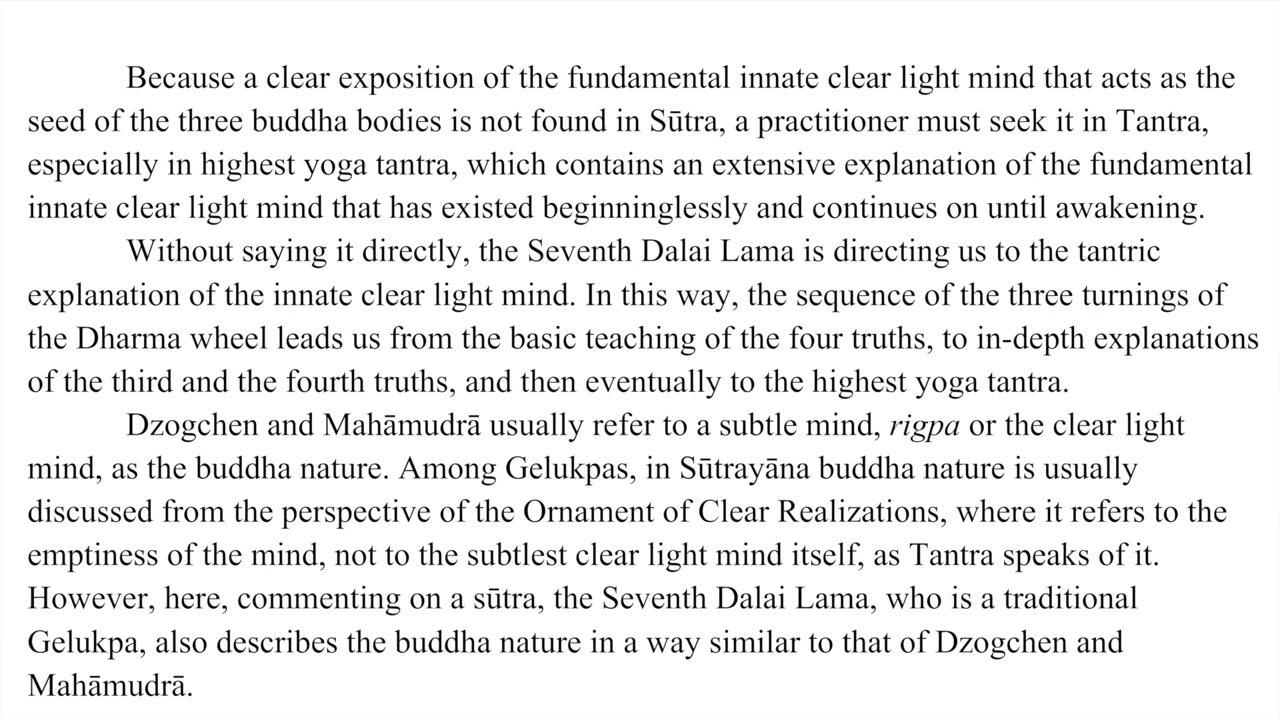 Because a clear exposition of the fundamental innate clear light mind that acts as the
seed of the three buddha bodies is not found in Sūtra, a practitioner must seek it in Tantra,
especially in highest yoga tantra, which contains an extensive explanation of the fundamental
innate clear light mind that has existed beginninglessly and continues on until awakening.
Without saying it directly, the Seventh Dalai Lama is directing us to the tantric
explanation of the innate clear light mind. In this way, the sequence of the three turnings of
the Dharma wheel leads us from the basic teaching of the four truths, to in-depth explanations
of the third and the fourth truths, and then eventually to the highest yoga tantra.
Dzogchen and Mahāmudrā usually refer to a subtle mind, rigpa or the clear light
mind, as the buddha nature. Among Gelukpas, in Sūtrayāna buddha nature is usually
discussed from the perspective of the Ornament of Clear Realizations, where it refers to the
emptiness of the mind, not to the subtlest clear light mind itself, as Tantra speaks of it.
However, here, commenting on a sūtra, the Seventh Dalai Lama, who is a traditional
Gelukpa, also describes the buddha nature in a way similar to that of Dzogchen and
Mahāmudrā.